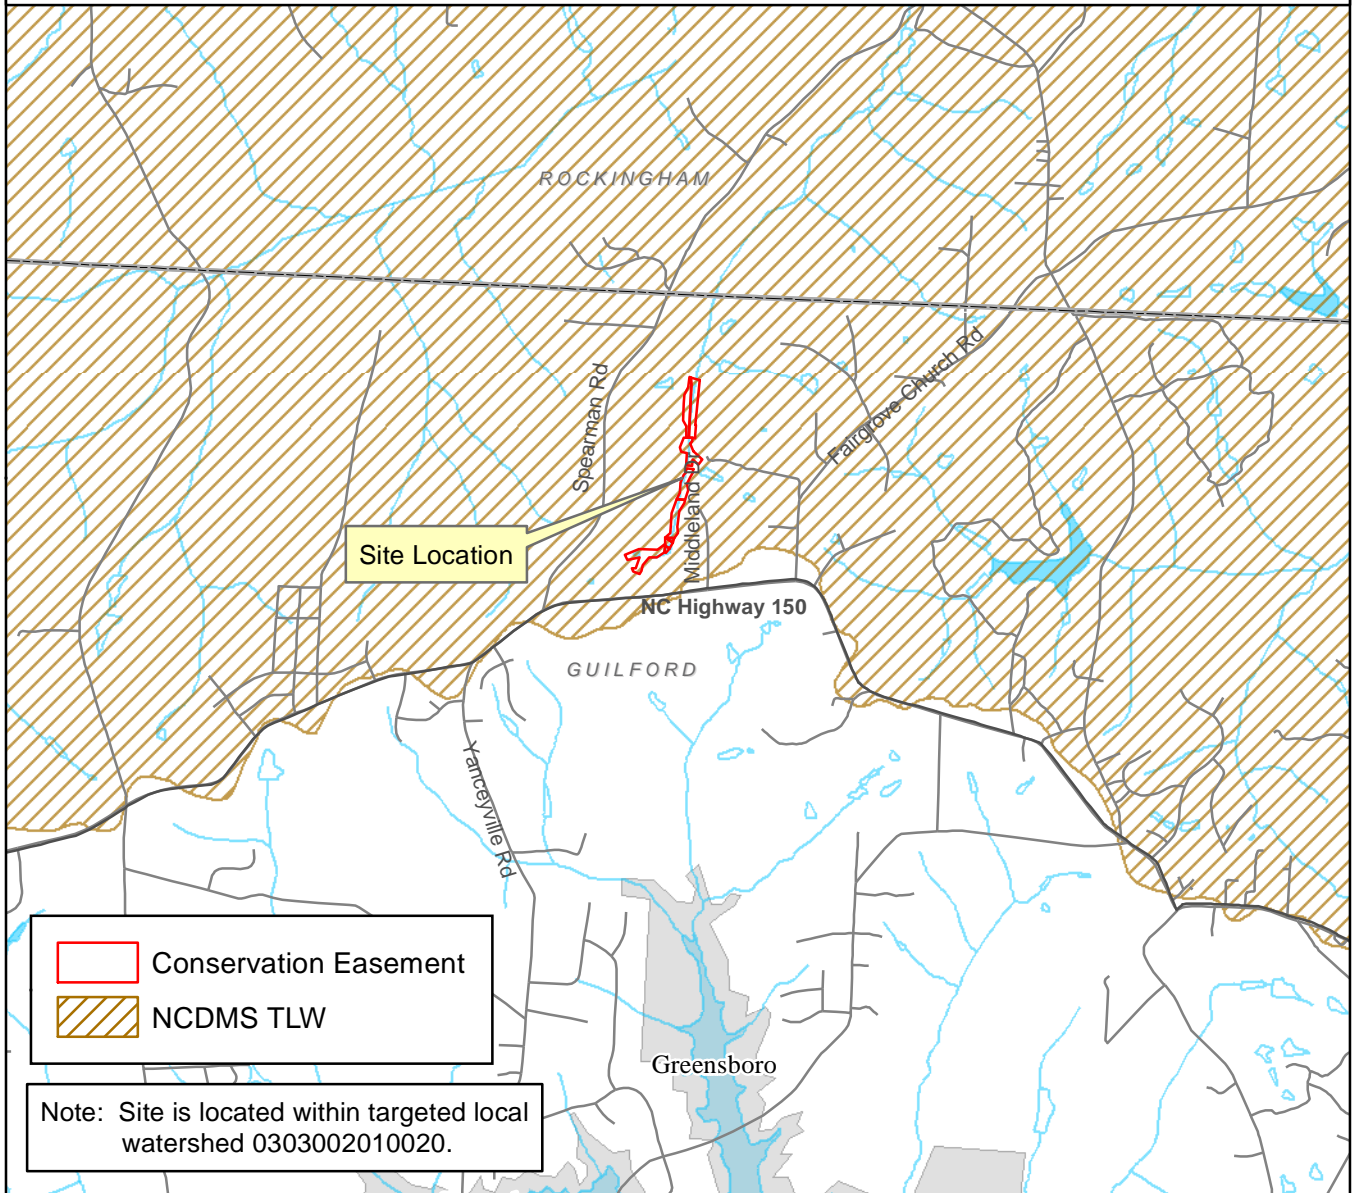 ROCKINGHAM
Spearman Rd
Fairgrove Church Rd
Middleland
Site Location
NC Highway 150
GUILFORD
Yanceyville Rd
Conservation Easement
NCDMS TLW
Greensboro
Note: Site is located within targeted local
watershed 0303002010020.